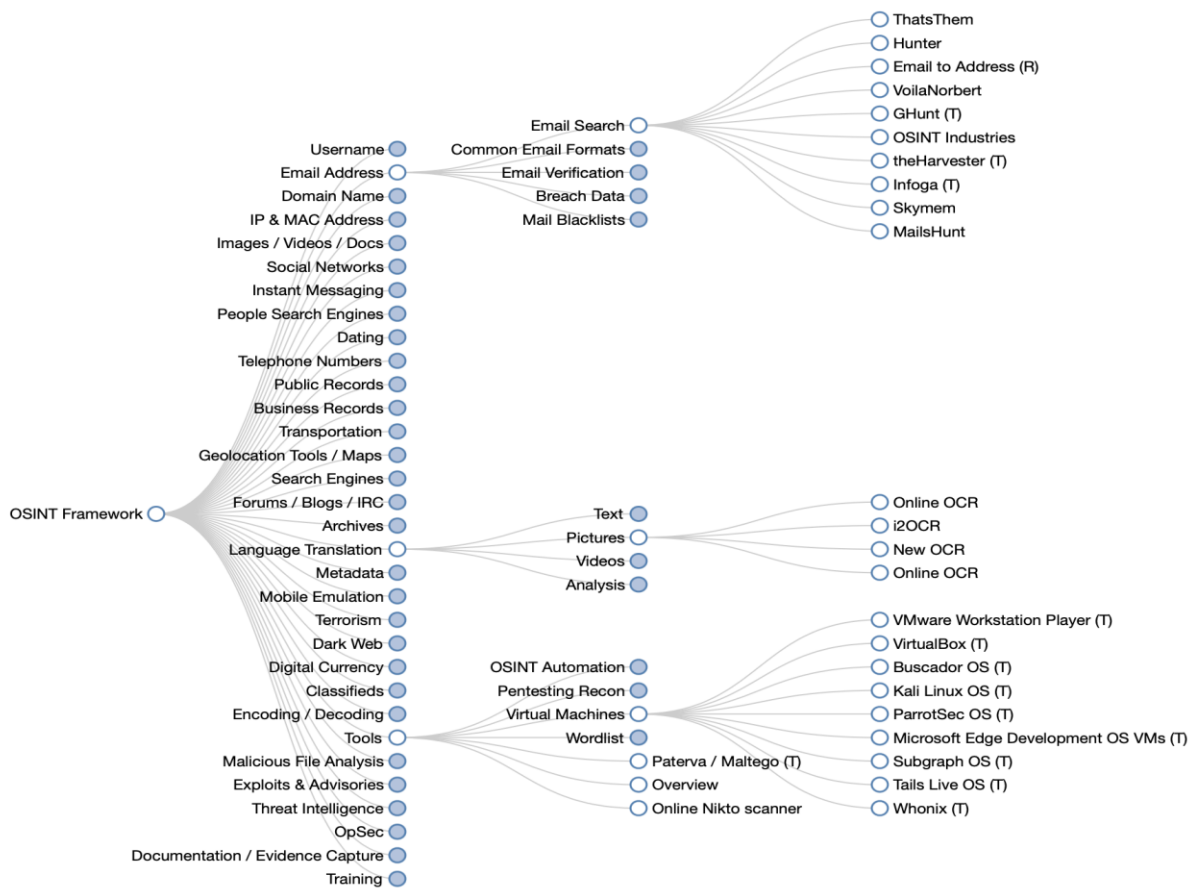 OSINT Framework
Username
Email Address
Domain Name
IP & MAC Address
Images / Videos / Docs
Social Networks
Instant Messaging
People Search Engines
Dating
Telephone Numbers
Public Records
Business Records
Transportation
Geolocation Tools / Maps
Search Engines
Forums / Blogs / IRC
Archives
Language Translation
Metadata
Mobile Emulation
Terrorism
Dark Web
Digital Currency
Classifieds
Encoding / Decoding
Tools
Malicious File Analysis
Exploits & Advisories
Threat Intelligence
OpSec
Documentation / Evidence Capture
Training
Email Search
Common Email Formats
Email Verification
Breach Data
Mail Blacklists
ThatsThem
Hunter
Email to Address (R)
VoilaNorbert
GHunt (T)
OSINT Industries
theHarvester (T)
Infoga (T)
Skymem
MailsHunt
Text
Pictures
Videos
Analysis
Online OCR
i2OCR
New OCR
Online OCR
OSINT Automation
Pentesting Recon
Virtual Machines
Wordlist
Paterva / Maltego (T)
Overview
Online Nikto scanner
VMware Workstation Player (T)
VirtualBox (T)
Buscador OS (T)
Kali Linux OS (T)
ParrotSec OS (T)
Microsoft Edge Development OS VMs (T)
Subgraph OS (T)
Tails Live OS (T)
Whonix (T)